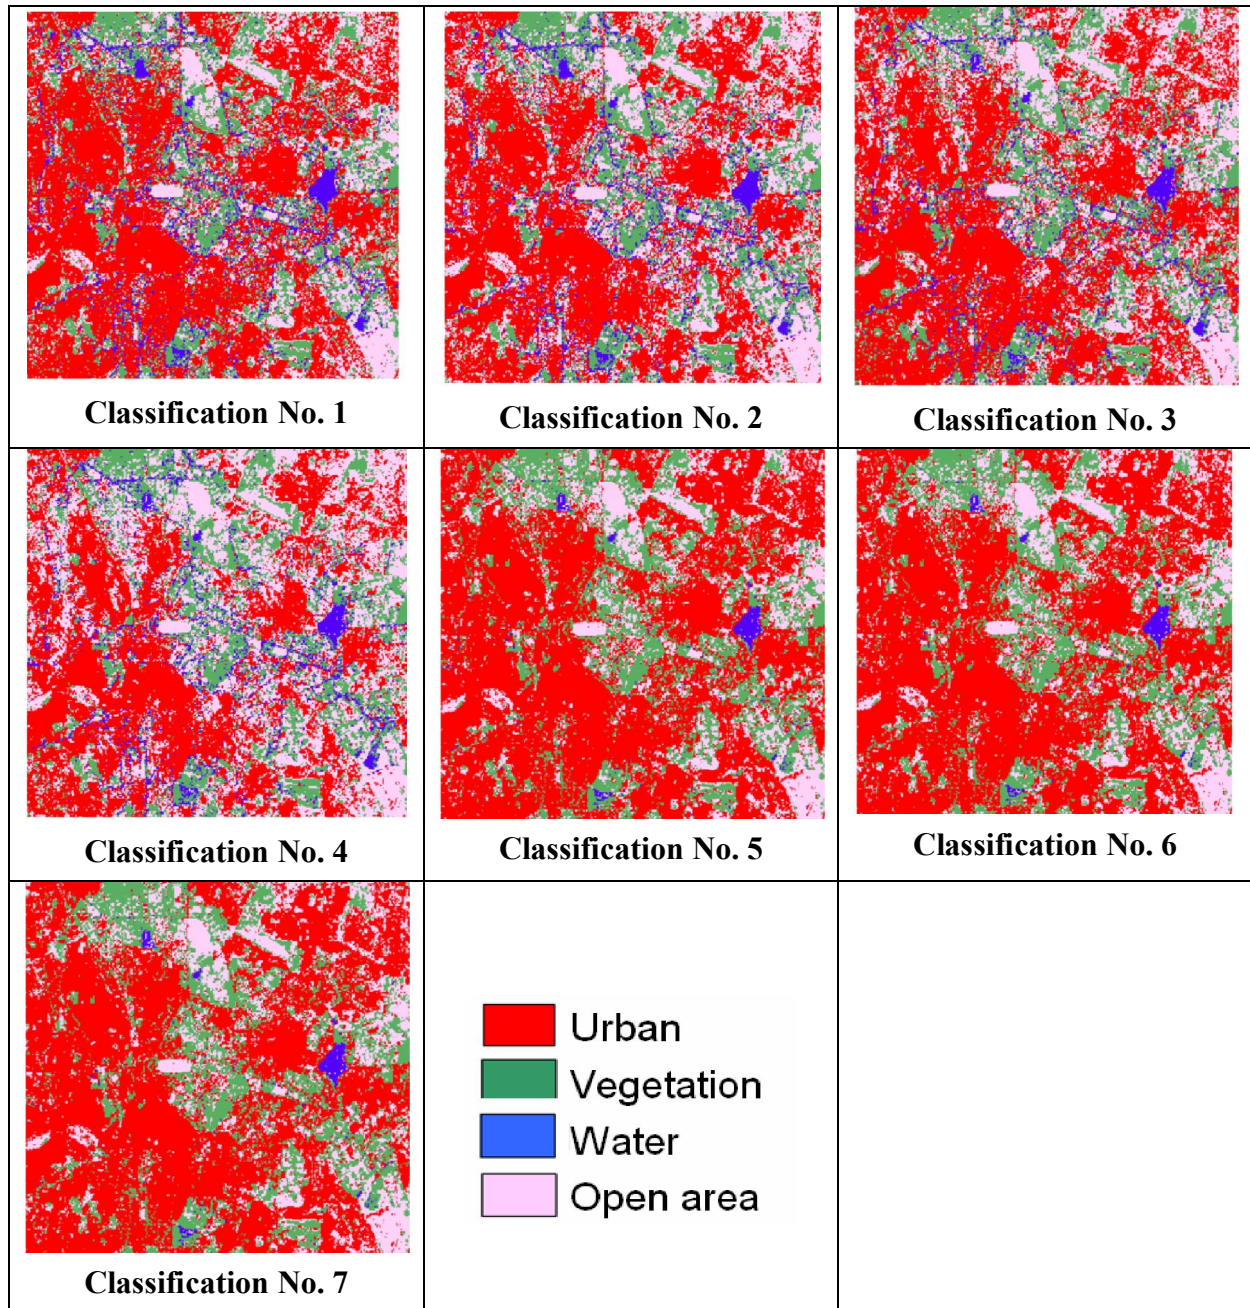 Classification No. 1
Classification No. 2
Classification No. 3
Classification No. 4
Classification No. 5
Classification No. 6
Classification No. 7
Urban
Vegetation
Water
Open area